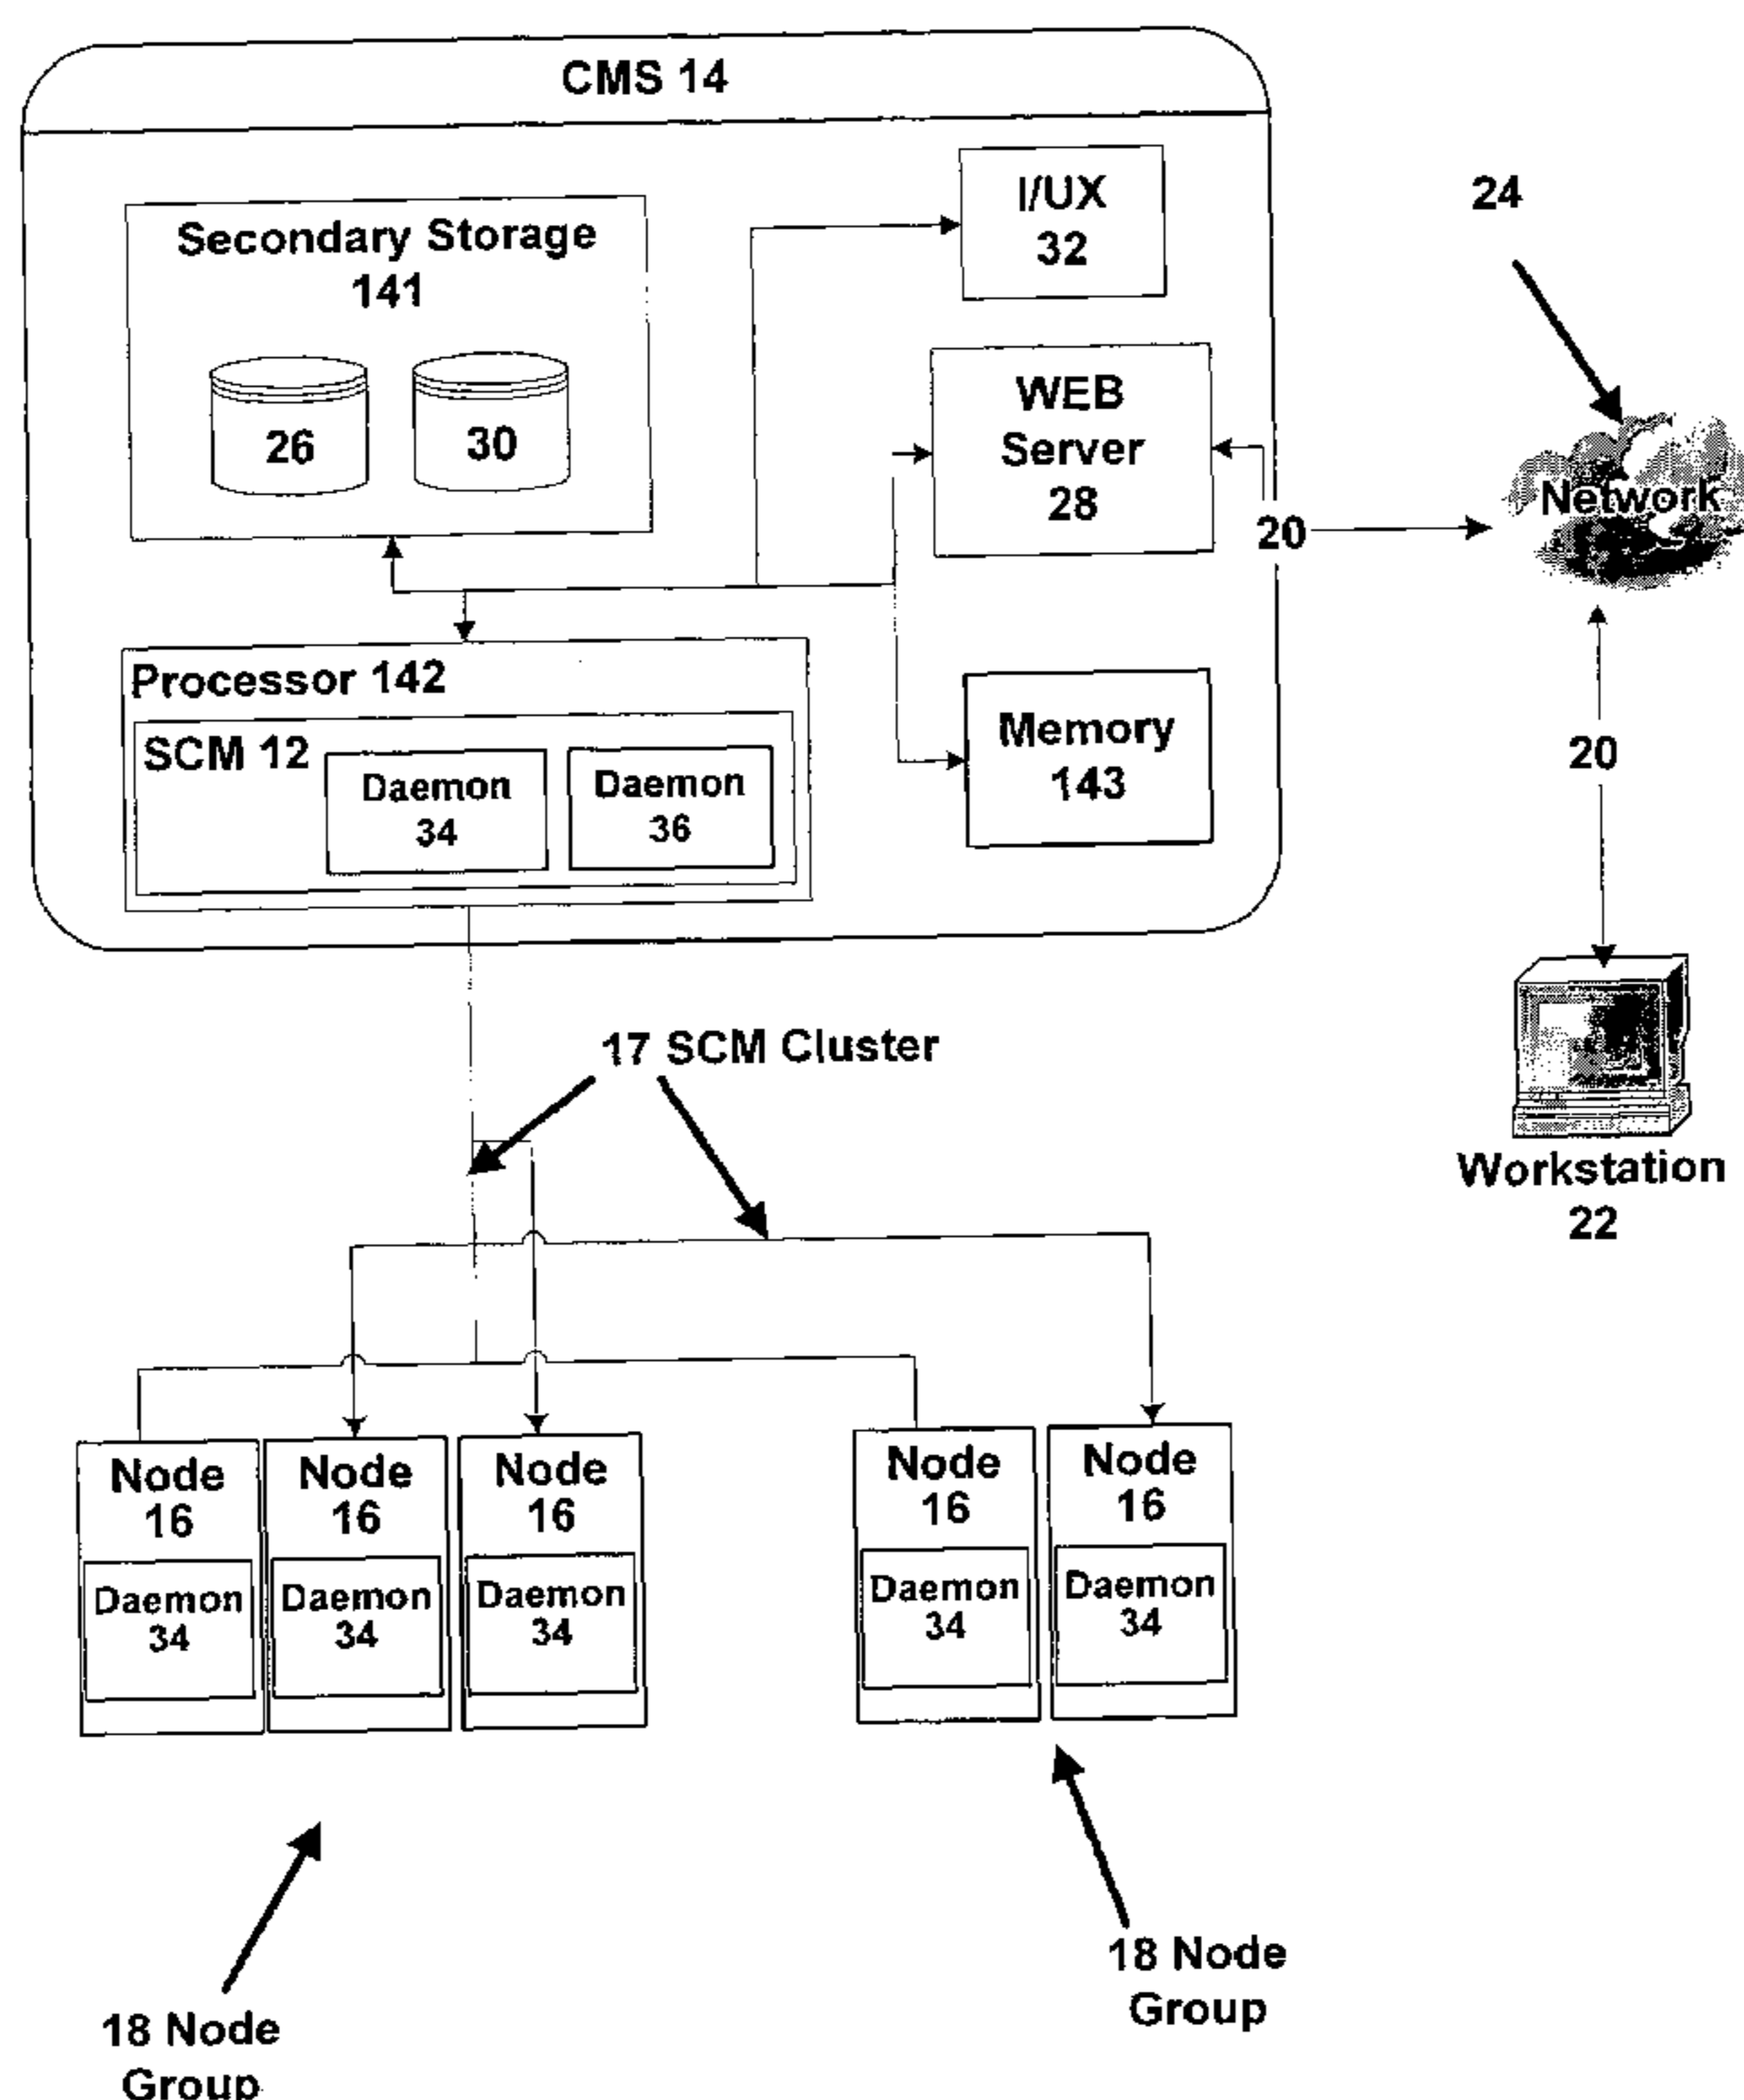 CMS 14
Secondary Storage
141
26
30
I/UX
32
WEB
Server
28
24
Network
20
20
Processor 142
SCM 12
Daemon
34
Daemon
36
Memory
143
Workstation
22
17 SCM Cluster
Node
16
Daemon
34
Node
16
Daemon
34
Node
16
Daemon
34
Node
16
Daemon
34
Node
16
Daemon
34
18 Node
Group
18 Node
Group